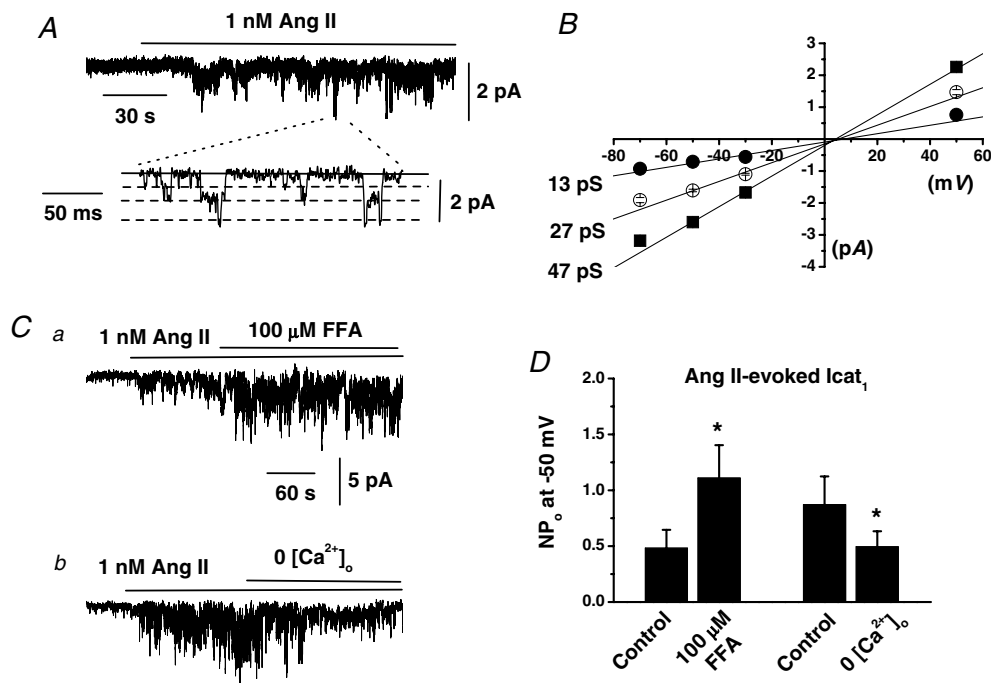 A
1 nM Ang II
2 pA
30 s
50 ms
2 pA
B
3
2
1
-80 -60 -40 -20 0 20 40 60
-1
-2
-3
-4
(mV)
(pA)
13 pS
27 pS
47 pS
C
a
1 nM Ang II
100 μM FFA
60 s
5 pA
b
1 nM Ang II
0 [Ca²⁺]ₒ
D
Ang II-evoked Icat₁
NPₒ at -50 mV
2.0
1.5
1.0
0.5
0.0
*
*
Control
100 μM
FFA
Control
0 [Ca²⁺]ₒ